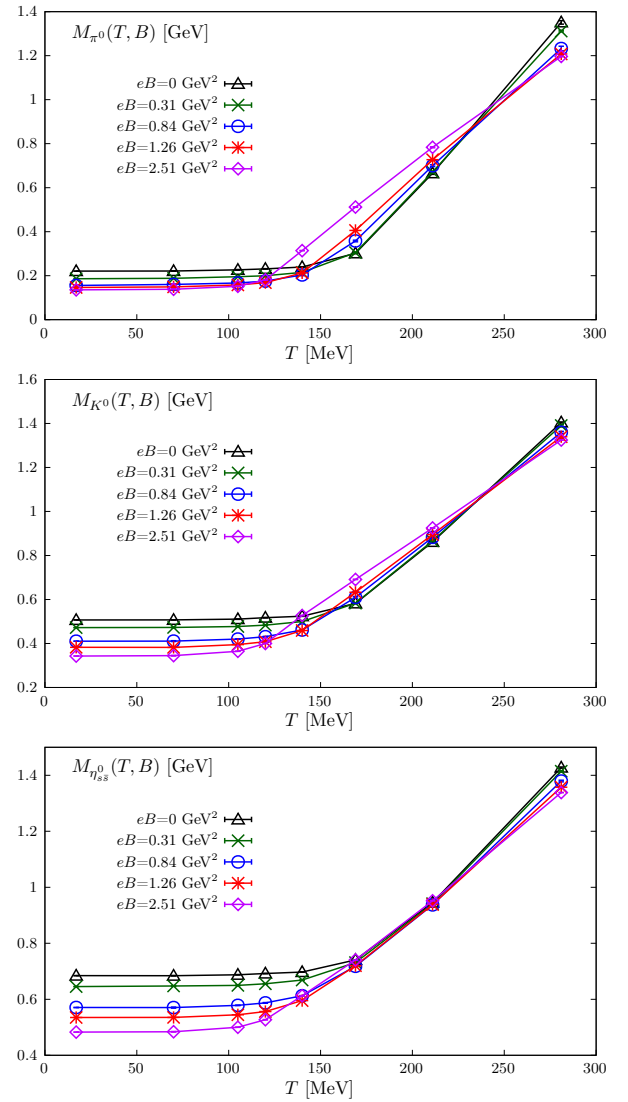 M_{π⁰}(T, B) [GeV]
eB=0 GeV²
eB=0.31 GeV²
eB=0.84 GeV²
eB=1.26 GeV²
eB=2.51 GeV²
1.4
1.2
1
0.8
0.6
0.4
0.2
0
0 50 100 150 200 250 300
T [MeV]
M_{K⁰}(T, B) [GeV]
eB=0 GeV²
eB=0.31 GeV²
eB=0.84 GeV²
eB=1.26 GeV²
eB=2.51 GeV²
1.6
1.4
1.2
1
0.8
0.6
0.4
0.2
0 50 100 150 200 250 300
T [MeV]
M_{η⁰_{ss̄}}(T, B) [GeV]
eB=0 GeV²
eB=0.31 GeV²
eB=0.84 GeV²
eB=1.26 GeV²
eB=2.51 GeV²
1.4
1.2
1
0.8
0.6
0.4
0 50 100 150 200 250 300
T [MeV]